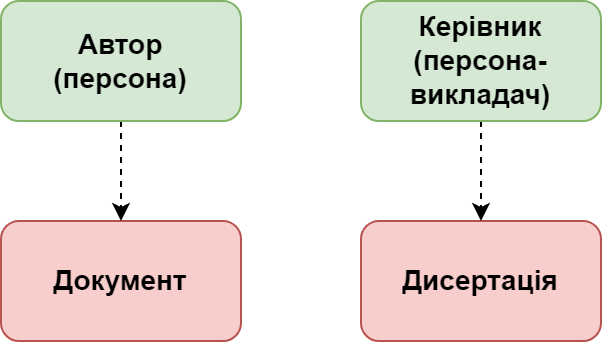 Автор
(персона)
Керівник
(персона-
викладач)
Документ
Дисертація